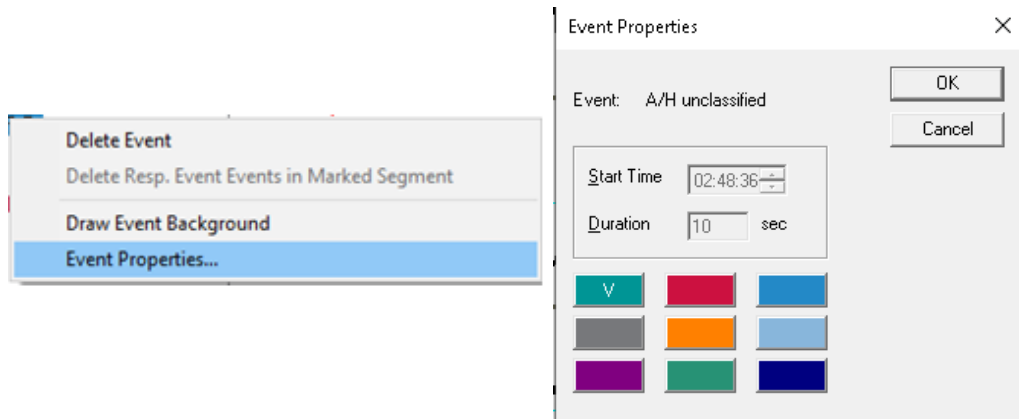 Delete Event
Delete Resp. Event Events in Marked Segment
Draw Event Background
Event Properties...
Event Properties
Event: A/H unclassified
OK
Cancel
Start Time 02:48:36
Duration 10 sec
V